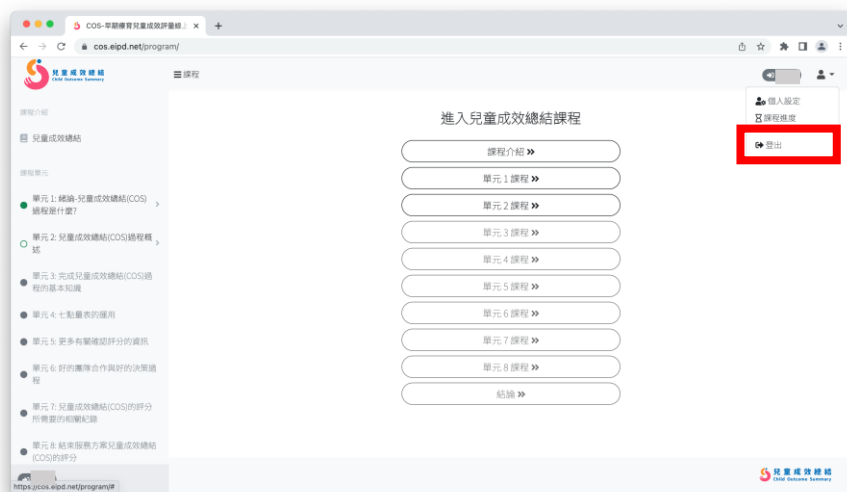 COS-早期療育兒童成效評量線上
cos.eipd.net/program/
兒童成效總結
Child Outcome Summary
課程
個人設定
課程進度
登出
課程介紹
兒童成效總結
課程單元
單元 1: 緒論-兒童成效總結(COS)
過程是什麼?
單元 2: 兒童成效總結(COS)過程概
述
單元 3: 完成兒童成效總結(COS)過
程的基本知識
單元 4: 七點量表的運用
單元 5: 更多有關確認評分的資訊
單元 6: 好的團隊合作與好的決策過
程
單元 7: 兒童成效總結(COS)的評分
所需要的相關紀錄
單元 8: 結束服務方案兒童成效總結
(COS)的評分
https://cos.eipd.net/program/#
進入兒童成效總結課程
課程介紹 »
單元 1 課程 »
單元 2 課程 »
單元 3 課程 »
單元 4 課程 »
單元 5 課程 »
單元 6 課程 »
單元 7 課程 »
單元 8 課程 »
結論 »
兒童成效總結
Child Outcome Summary